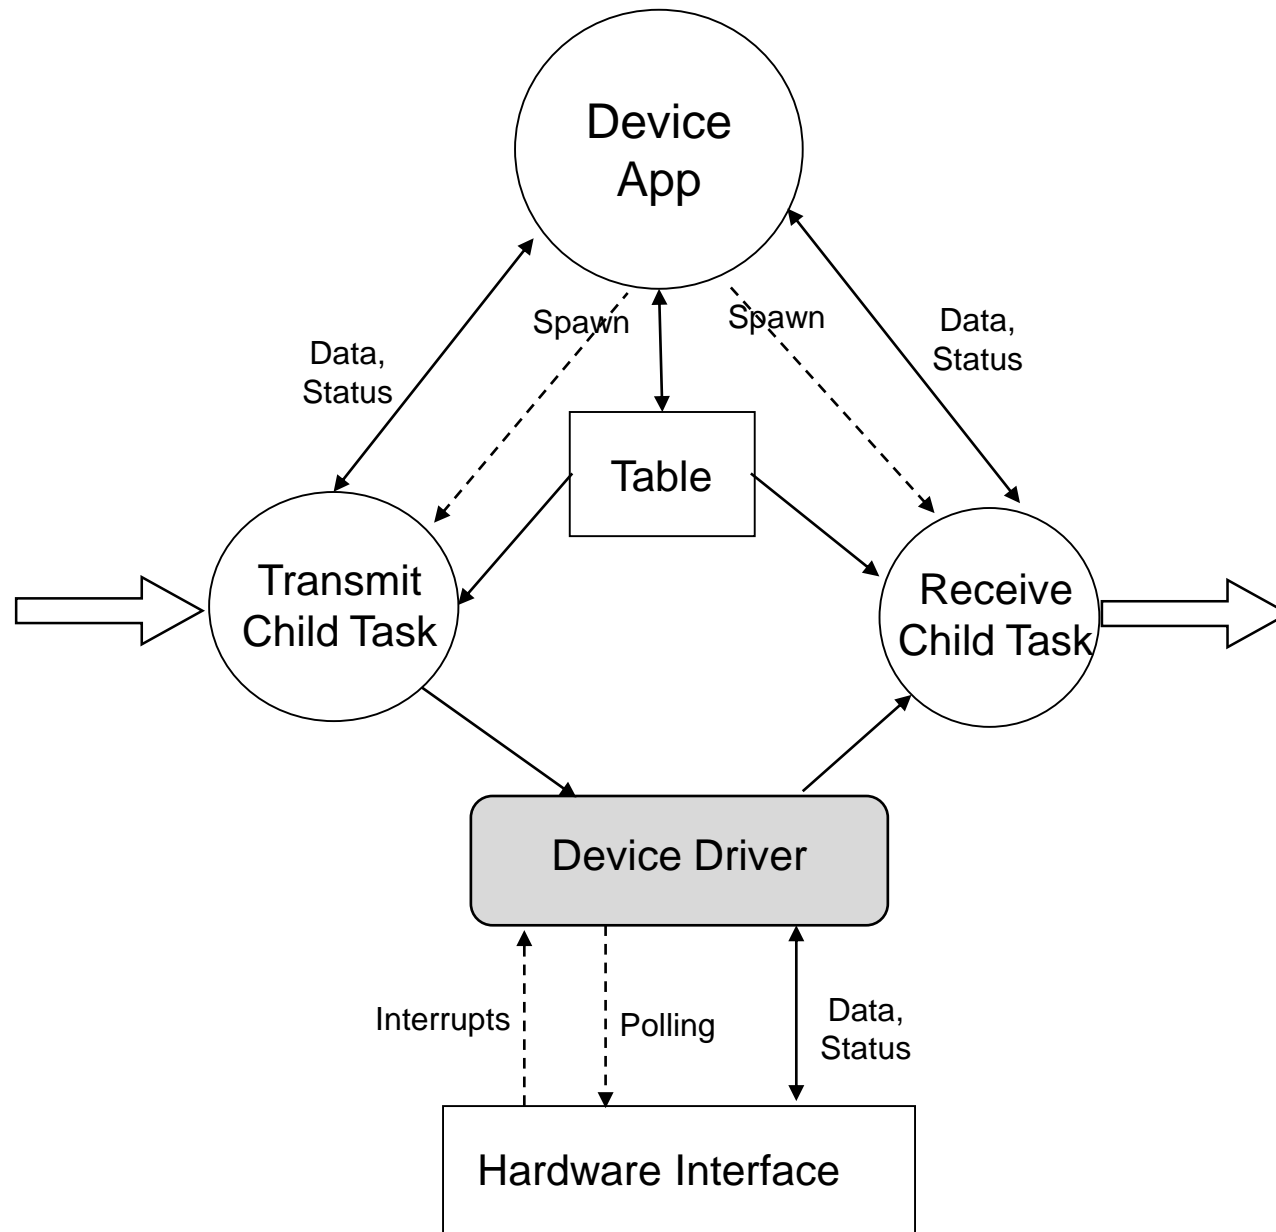 Device
App
Spawn
Spawn
Data,
Status
Data,
Status
Table
Transmit
Child Task
Receive
Child Task
Device Driver
Interrupts
Polling
Data,
Status
Hardware Interface